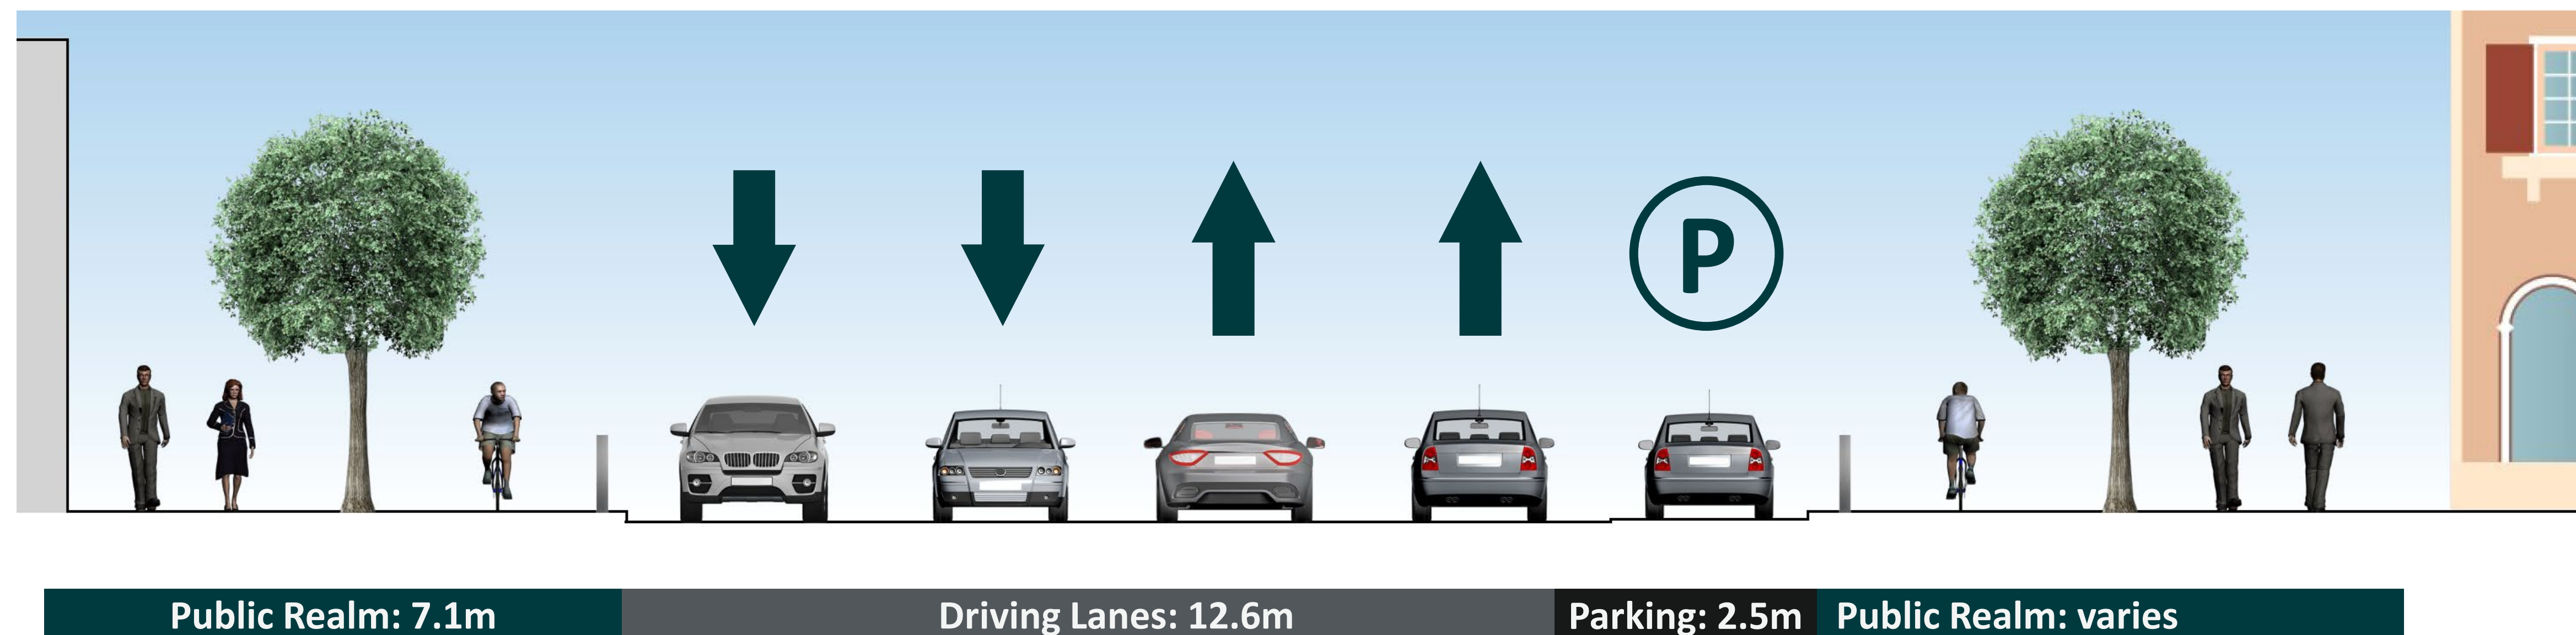 P
Public Realm: 7.1m
Driving Lanes: 12.6m
Parking: 2.5m
Public Realm: varies